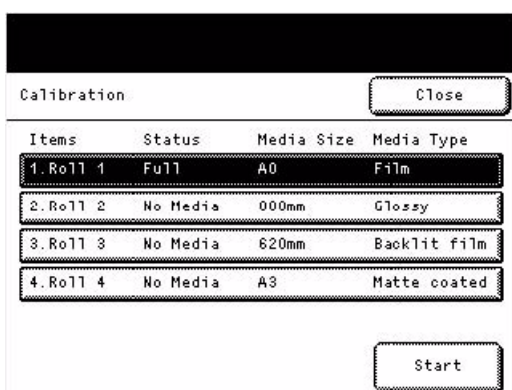 Calibration Close
Items Status Media Size Media Type
1.Roll 1 Full A0 Film
2.Roll 2 No Media 000mm Glossy
3.Roll 3 No Media 620mm Backlit film
4.Roll 4 No Media A3 Matte coated
Start